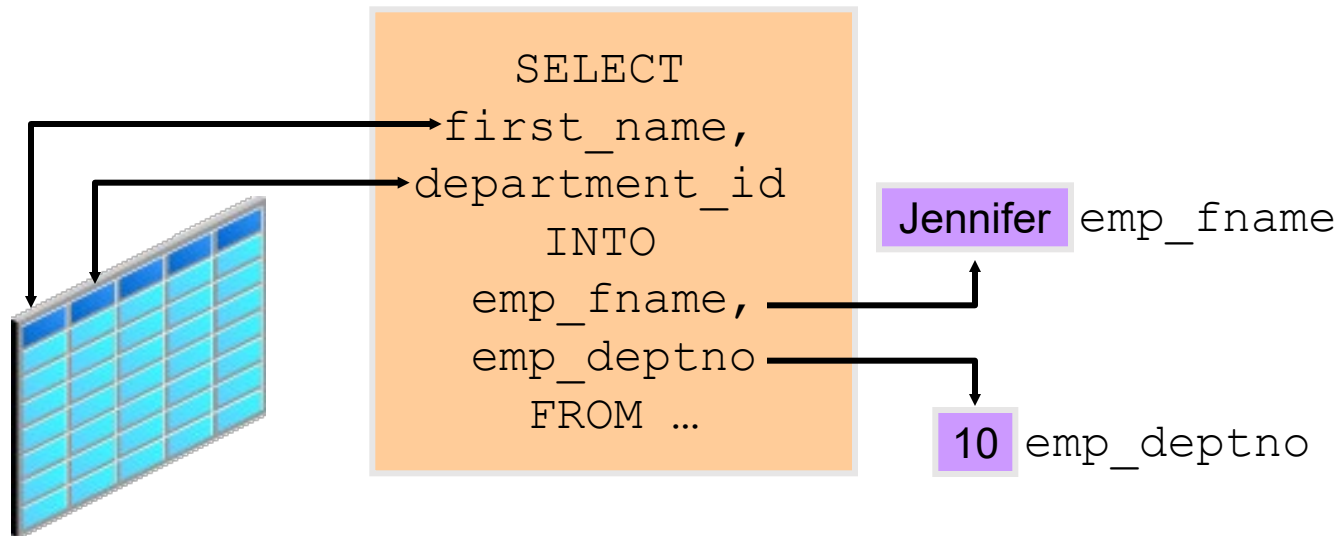 SELECT
first_name,
department_id
INTO
emp_fname,
emp_deptno
FROM …
Jennifer emp_fname
10 emp_deptno